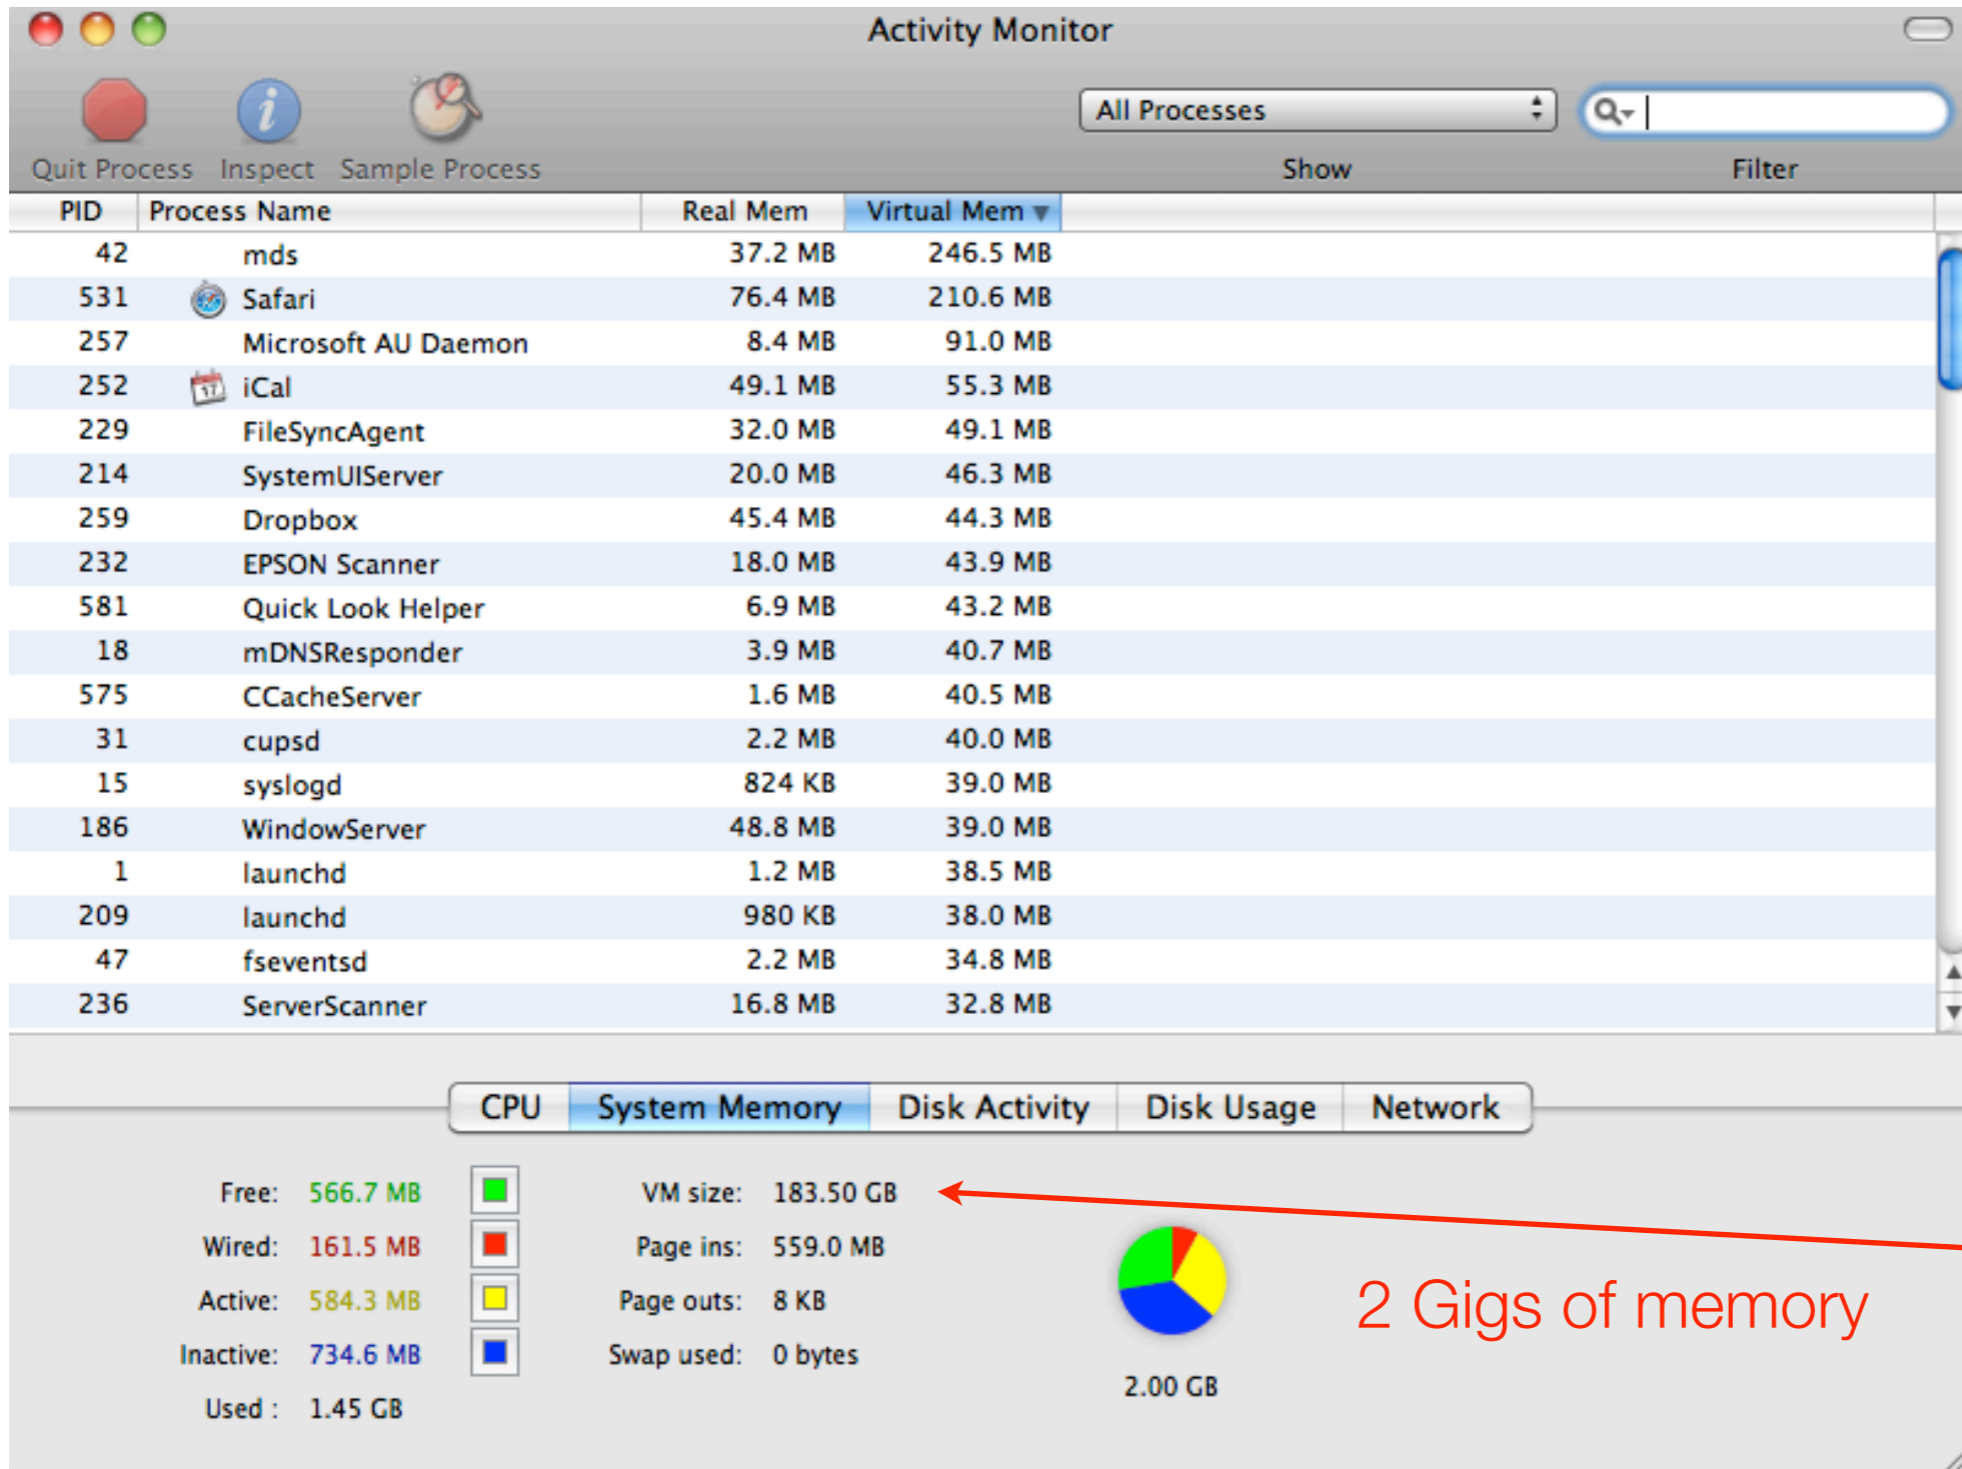 Activity Monitor
All Processes
Quit Process Inspect Sample Process Show Filter
PID Process Name Real Mem Virtual Mem
42 mds 37.2 MB 246.5 MB
531 Safari 76.4 MB 210.6 MB
257 Microsoft AU Daemon 8.4 MB 91.0 MB
252 iCal 49.1 MB 55.3 MB
229 FileSyncAgent 32.0 MB 49.1 MB
214 SystemUIServer 20.0 MB 46.3 MB
259 Dropbox 45.4 MB 44.3 MB
232 EPSON Scanner 18.0 MB 43.9 MB
581 Quick Look Helper 6.9 MB 43.2 MB
18 mDNSResponder 3.9 MB 40.7 MB
575 CCacheServer 1.6 MB 40.5 MB
31 cupsd 2.2 MB 40.0 MB
15 syslogd 824 KB 39.0 MB
186 WindowServer 48.8 MB 39.0 MB
1 launchd 1.2 MB 38.5 MB
209 launchd 980 KB 38.0 MB
47 fseventsd 2.2 MB 34.8 MB
236 ServerScanner 16.8 MB 32.8 MB
CPU System Memory Disk Activity Disk Usage Network
Free: 566.7 MB VM size: 183.50 GB
Wired: 161.5 MB Page ins: 559.0 MB
Active: 584.3 MB Page outs: 8 KB
2 Gigs of memory
Inactive: 734.6 MB Swap used: 0 bytes
2.00 GB
Used : 1.45 GB